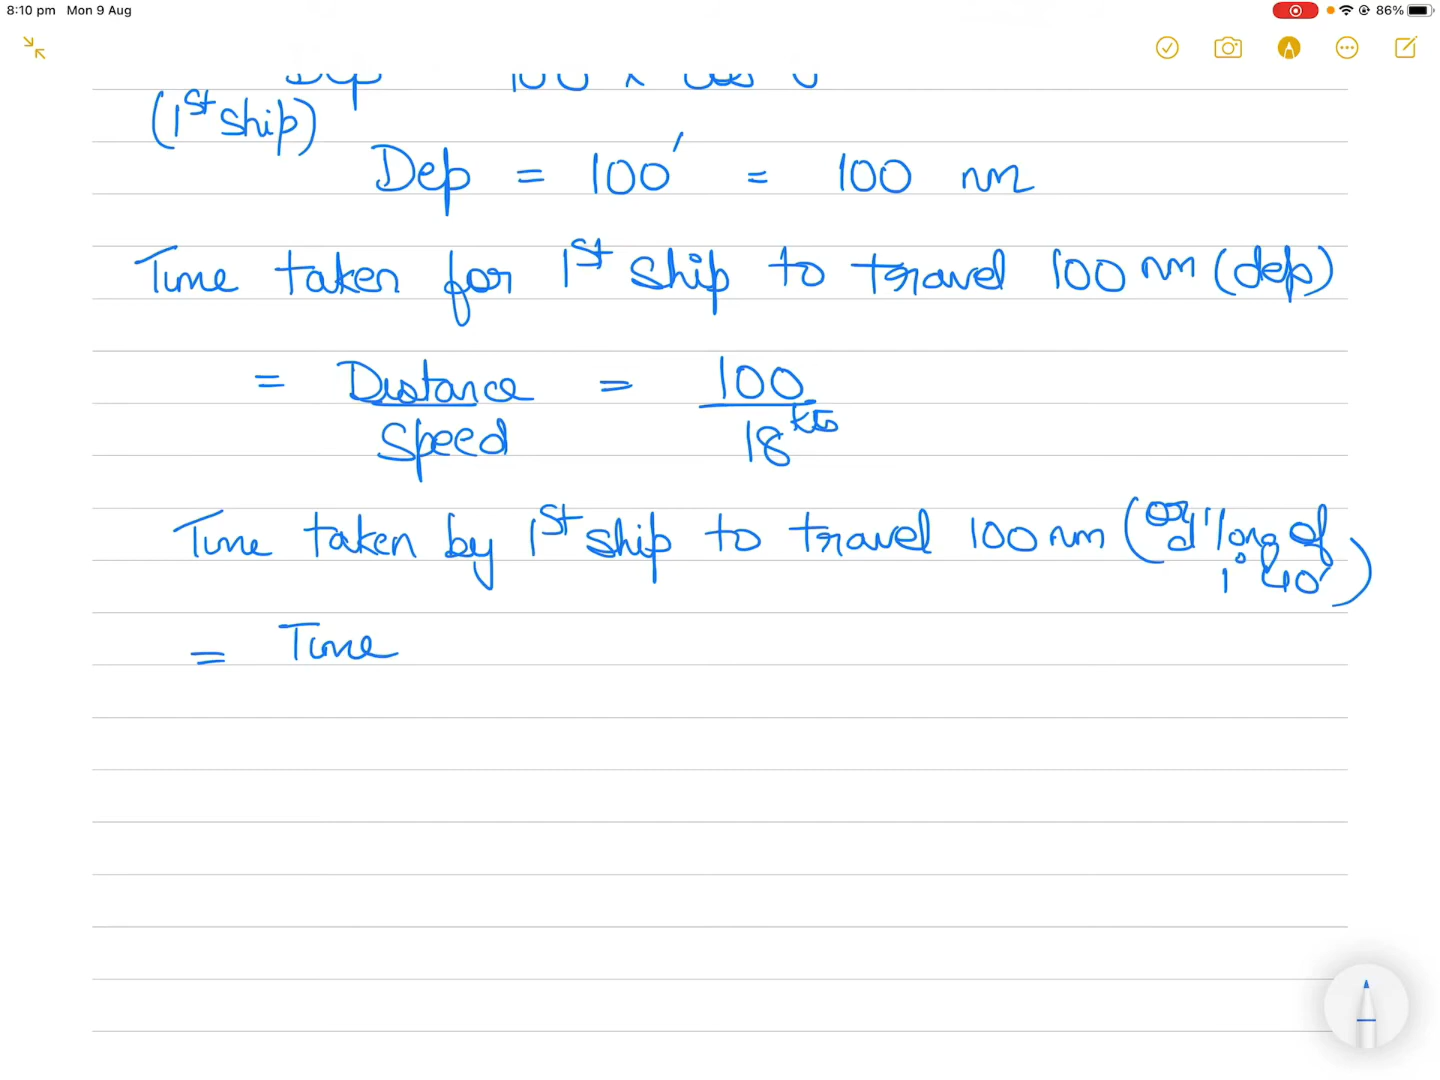 8:10 pm Mon 9 Aug 86%
(1st ship)
Dep = 100' = 100 nm
Time taken for 1st ship to travel 100 nm (dep)
= Distance = 100
Speed 18 kts
Time taken by 1st ship to travel 100 nm (or d'long of
1° 40')
= Time